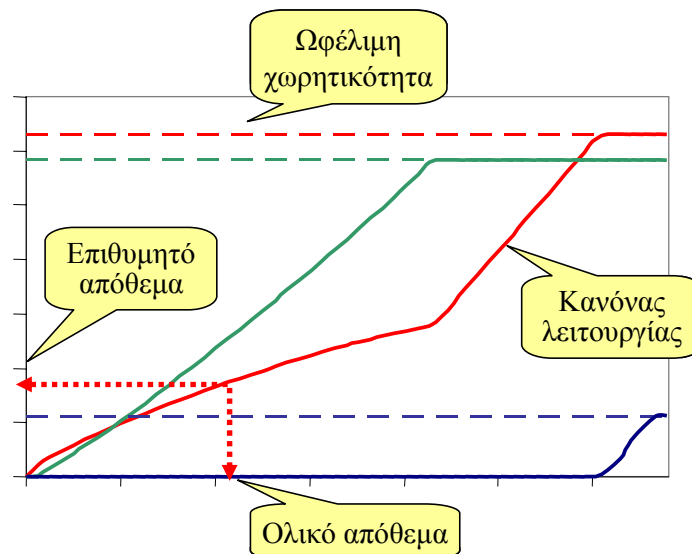 Ωφέλιμη
χωρητικότητα
Επιθυμητό
απόθεμα
Κανόνας
λειτουργίας
Ολικό απόθεμα